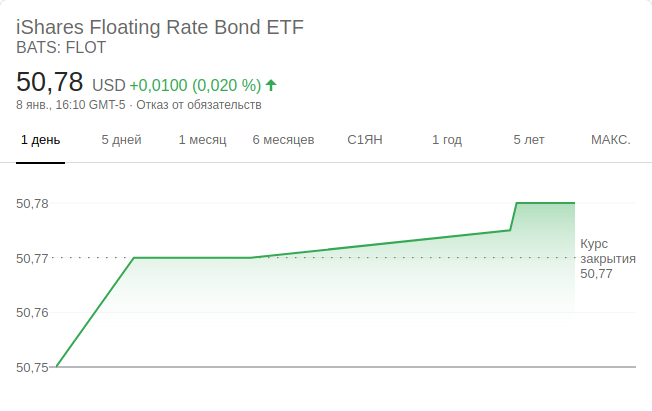 iShares Floating Rate Bond ETF
BATS: FLOT
50,78 USD +0,0100 (0,020 %)
8 янв., 16:10 GMT-5 · Отказ от обязательств
1 день 5 дней 1 месяц 6 месяцев С1ЯН 1 год 5 лет МАКС.
50,78
50,77
50,76
50,75
Курс
закрытия
50,77